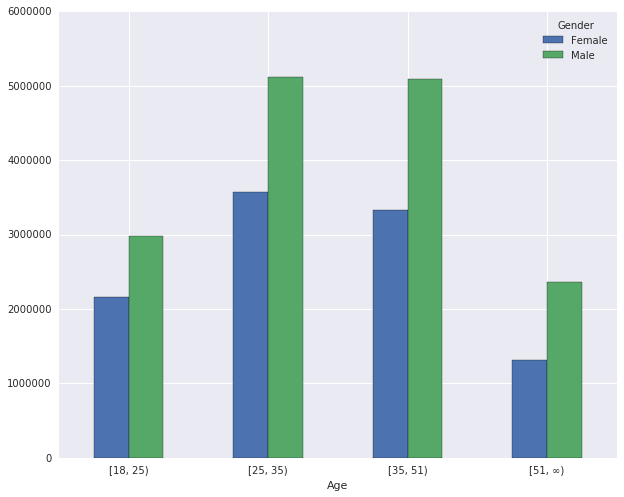 6000000
5000000
4000000
3000000
2000000
1000000
0
Gender
Female
Male
[18, 25)
[25, 35)
[35, 51)
[51, ∞)
Age